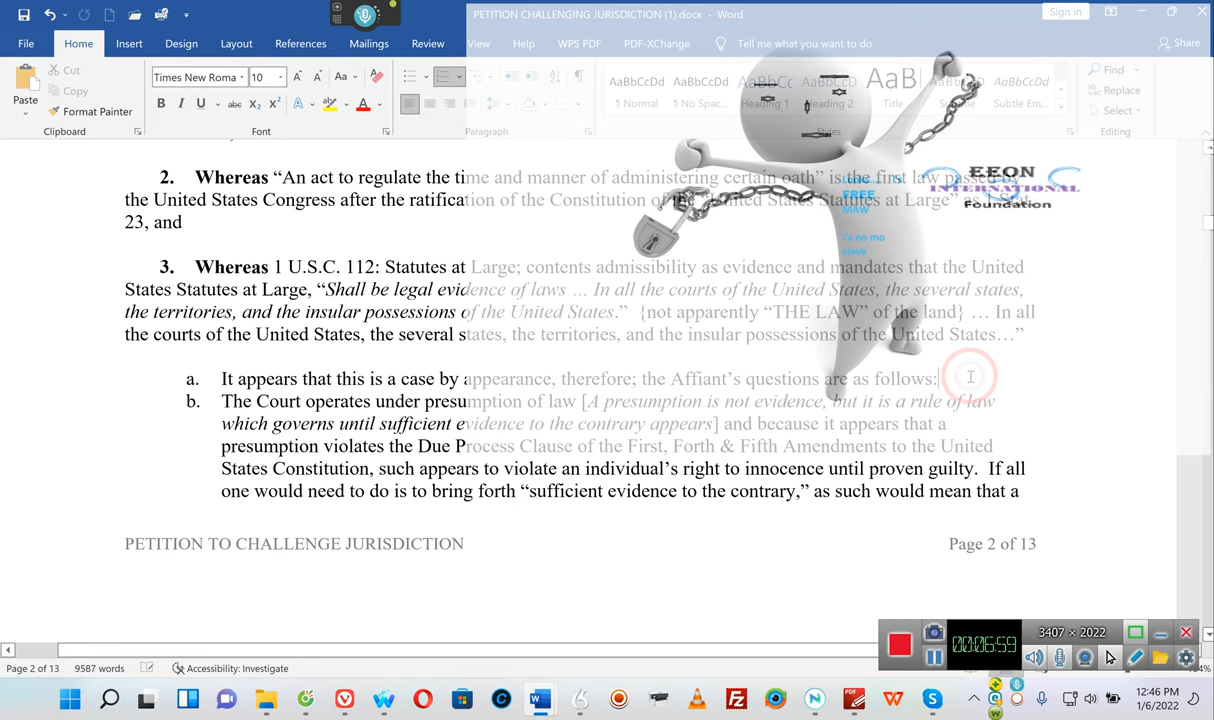 PETITION CHALLENGING JURISDICTION (1).docx - Word
Sign in
File Home Insert Design Layout References Mailings Review View Help WPS PDF PDF-XChange Tell me what you want to do Share
Cut
Copy
Paste
Format Painter
Clipboard
Times New Roma 10
Font
Paragraph
AaBbCcDd AaBbCcDd AaBbCc AaBbCcD AaB AaBbCcD AaBbCcDd
¶ Normal ¶ No Spac... Heading 1 Heading 2 Title Subtle Em...
Styles
Find
Replace
Select
Editing
2. Whereas “An act to regulate the time and manner of administering certain oath” is the first law passed by
the United States Congress after the ratification of the Constitution of the “United States Statutes at Large” as 1 Stat
23, and
EEON
INTERNATIONAL
Foundation
FREE
MAW
I's no mo
slave
3. Whereas 1 U.S.C. 112: Statutes at Large; contents admissibility as evidence and mandates that the United
States Statutes at Large, “Shall be legal evidence of laws … In all the courts of the United States, the several states,
the territories, and the insular possessions of the United States.” {not apparently “THE LAW” of the land} … In all
the courts of the United States, the several states, the territories, and the insular possessions of the United States…”
a. It appears that this is a case by appearance, therefore; the Affiant’s questions are as follows:
b. The Court operates under presumption of law [A presumption is not evidence, but it is a rule of law
which governs until sufficient evidence to the contrary appears] and because it appears that a
presumption violates the Due Process Clause of the First, Forth & Fifth Amendments to the United
States Constitution, such appears to violate an individual’s right to innocence until proven guilty. If all
one would need to do is to bring forth “sufficient evidence to the contrary,” as such would mean that a
PETITION TO CHALLENGE JURISDICTION Page 2 of 13
3407 × 2022
00:06:59
Page 2 of 13 9587 words Accessibility: Investigate
12:46 PM
1/6/2022